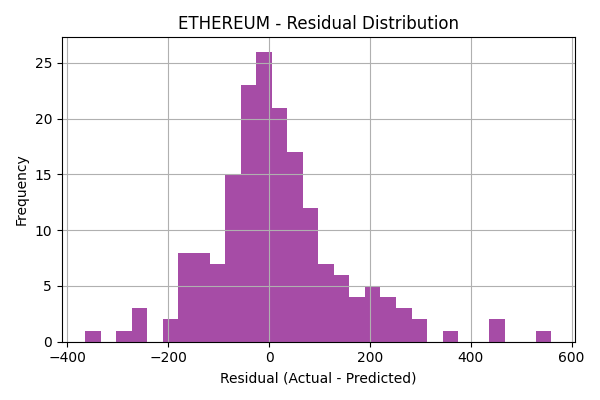 ETHEREUM - Residual Distribution
Frequency
25
20
15
10
5
0
−400 −200 0 200 400 600
Residual (Actual - Predicted)